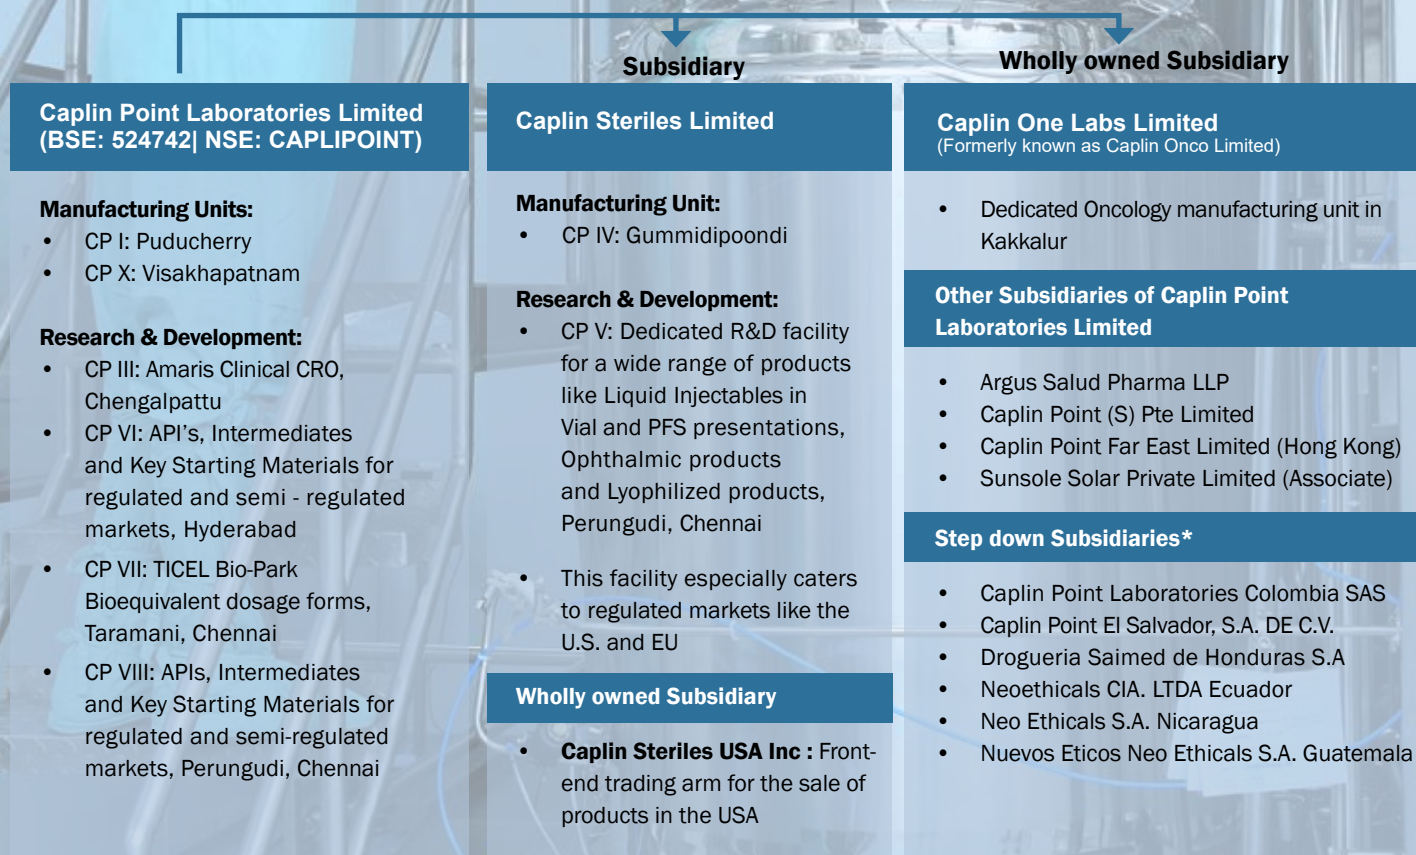 Subsidiary
Wholly owned Subsidiary
Caplin Point Laboratories Limited
(BSE: 524742| NSE: CAPLIPOINT)
Manufacturing Units:
• CP I: Puducherry
• CP X: Visakhapatnam
Research & Development:
• CP III: Amaris Clinical CRO,
Chengalpattu
• CP VI: API’s, Intermediates
and Key Starting Materials for
regulated and semi - regulated
markets, Hyderabad
• CP VII: TICEL Bio-Park
Bioequivalent dosage forms,
Taramani, Chennai
• CP VIII: APIs, Intermediates
and Key Starting Materials for
regulated and semi-regulated
markets, Perungudi, Chennai
Caplin Steriles Limited
Manufacturing Unit:
• CP IV: Gummidipoondi
Research & Development:
• CP V: Dedicated R&D facility
for a wide range of products
like Liquid Injectables in
Vial and PFS presentations,
Ophthalmic products
and Lyophilized products,
Perungudi, Chennai
• This facility especially caters
to regulated markets like the
U.S. and EU
Wholly owned Subsidiary
• Caplin Steriles USA Inc : Front-
end trading arm for the sale of
products in the USA
Caplin One Labs Limited
(Formerly known as Caplin Onco Limited)
• Dedicated Oncology manufacturing unit in
Kakkalur
Other Subsidiaries of Caplin Point
Laboratories Limited
• Argus Salud Pharma LLP
• Caplin Point (S) Pte Limited
• Caplin Point Far East Limited (Hong Kong)
• Sunsole Solar Private Limited (Associate)
Step down Subsidiaries*
• Caplin Point Laboratories Colombia SAS
• Caplin Point El Salvador, S.A. DE C.V.
• Drogueria Saimed de Honduras S.A
• Neoethicals CIA. LTDA Ecuador
• Neo Ethicals S.A. Nicaragua
• Nuevos Eticos Neo Ethicals S.A. Guatemala